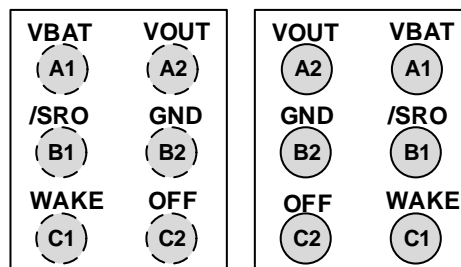 VBAT VOUT
A1 A2
/SRO GND
B1 B2
WAKE OFF
C1 C2
VOUT VBAT
A2 A1
GND /SRO
B2 B1
OFF WAKE
C2 C1